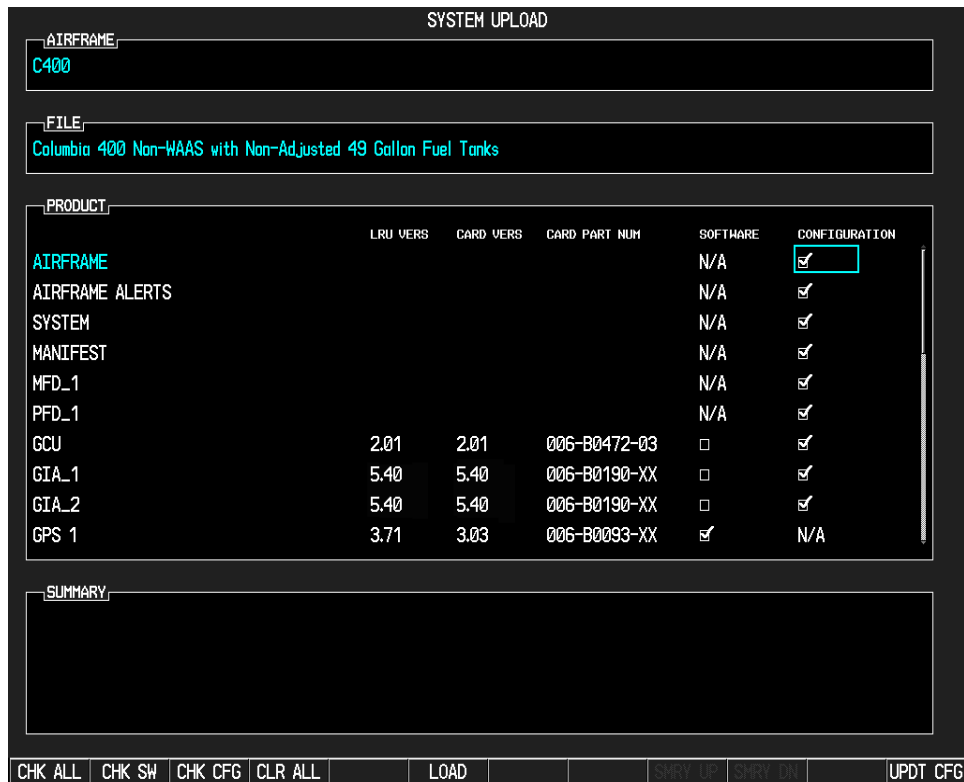 SYSTEM UPLOAD
AIRFRAME
C400
FILE
Columbia 400 Non-WAAS with Non-Adjusted 49 Gallon Fuel Tanks
PRODUCT
LRU VERS CARD VERS CARD PART NUM SOFTWARE CONFIGURATION
AIRFRAME N/A
AIRFRAME ALERTS N/A
SYSTEM N/A
MANIFEST N/A
MFD_1 N/A
PFD_1 N/A
GCU 2.01 2.01 006-B0472-03
GIA_1 5.40 5.40 006-B0190-XX
GIA_2 5.40 5.40 006-B0190-XX
GPS 1 3.71 3.03 006-B0093-XX N/A
SUMMARY
CHK ALL CHK SW CHK CFG CLR ALL LOAD SMRY UP SMRY DN UPDT CFG